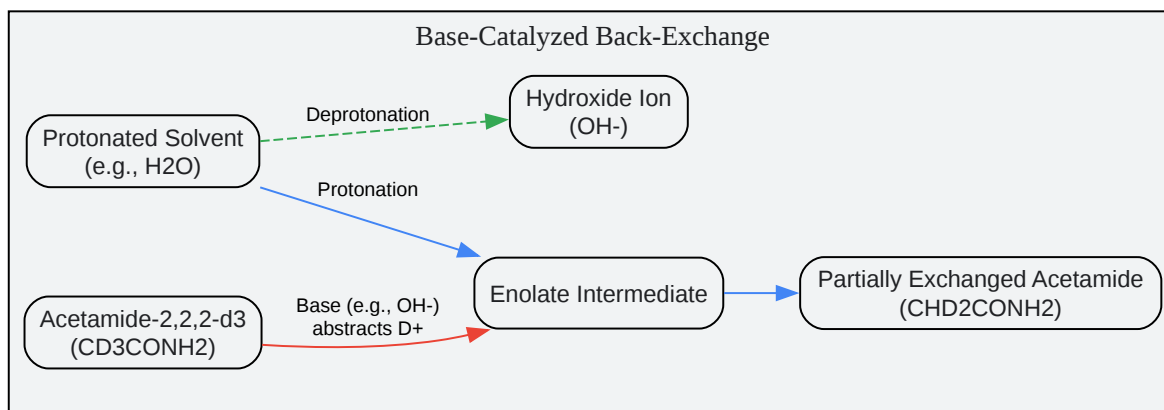 Base-Catalyzed Back-Exchange
Hydroxide Ion
(OH-)
Deprotonation
Protonated Solvent
(e.g., H2O)
Protonation
Enolate Intermediate
Partially Exchanged Acetamide
(CHD2CONH2)
Base (e.g., OH-)
abstracts D+
Acetamide-2,2,2-d3
(CD3CONH2)